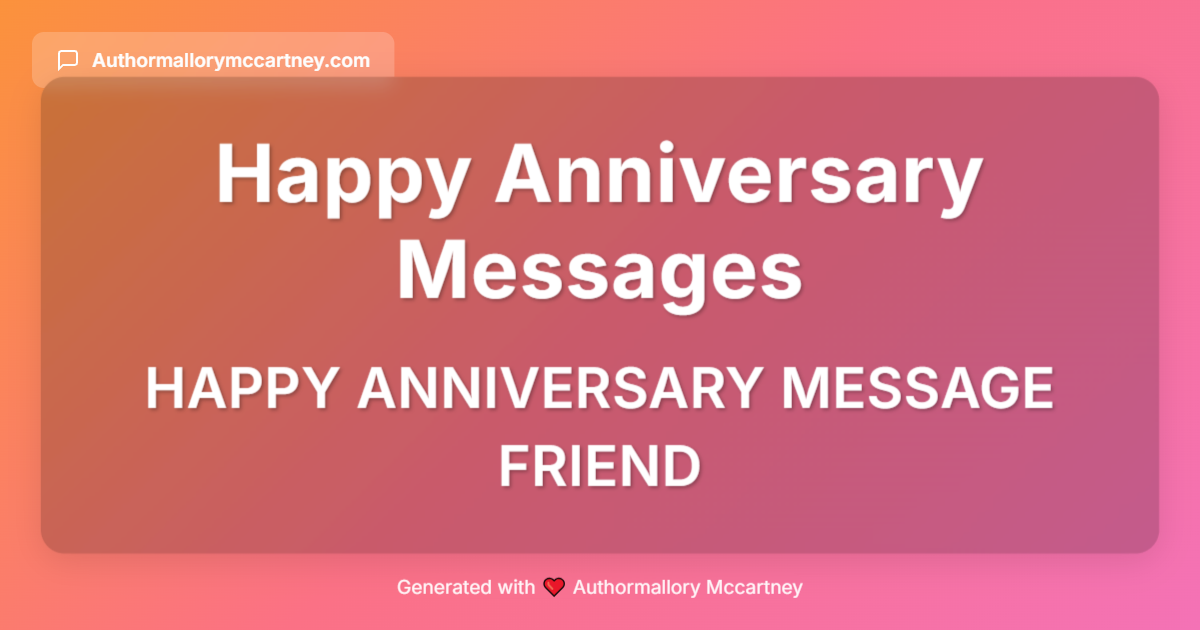 Authormallorymccartney.com
Happy Anniversary
Messages
HAPPY ANNIVERSARY MESSAGE
FRIEND
Generated with ❤️ Authormallory Mccartney